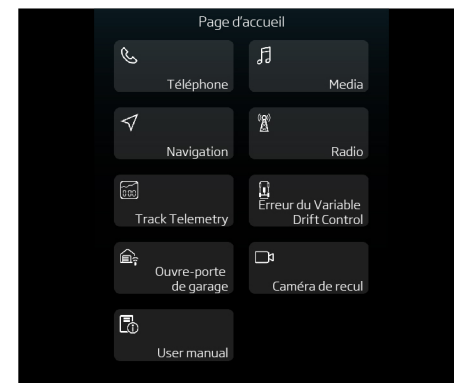 Page d'accueil
Téléphone
Media
Navigation
Radio
Track Telemetry
Erreur du Variable
Drift Control
Ouvre-porte
de garage
Caméra de recul
User manual